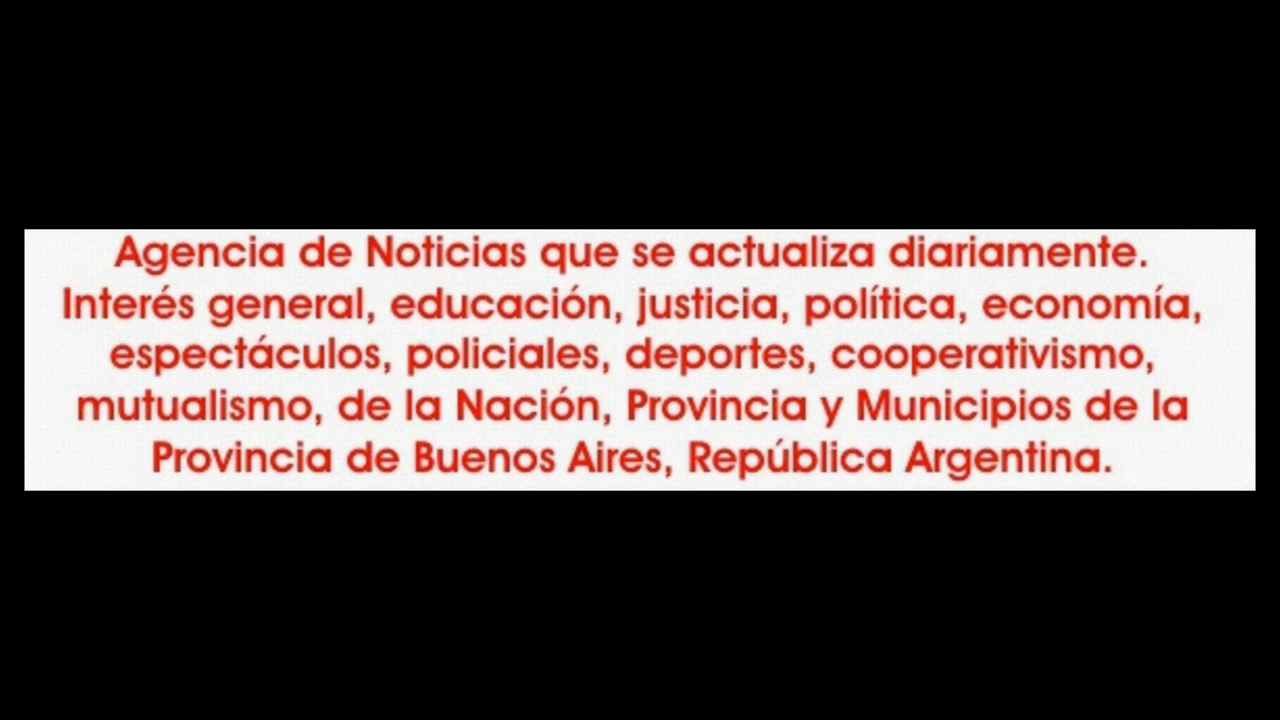 Agencia de Noticias que se actualiza diariamente.
Interés general, educación, justicia, política, economía,
espectáculos, policiales, deportes, cooperativismo,
mutualismo, de la Nación, Provincia y Municipios de la
Provincia de Buenos Aires, República Argentina.